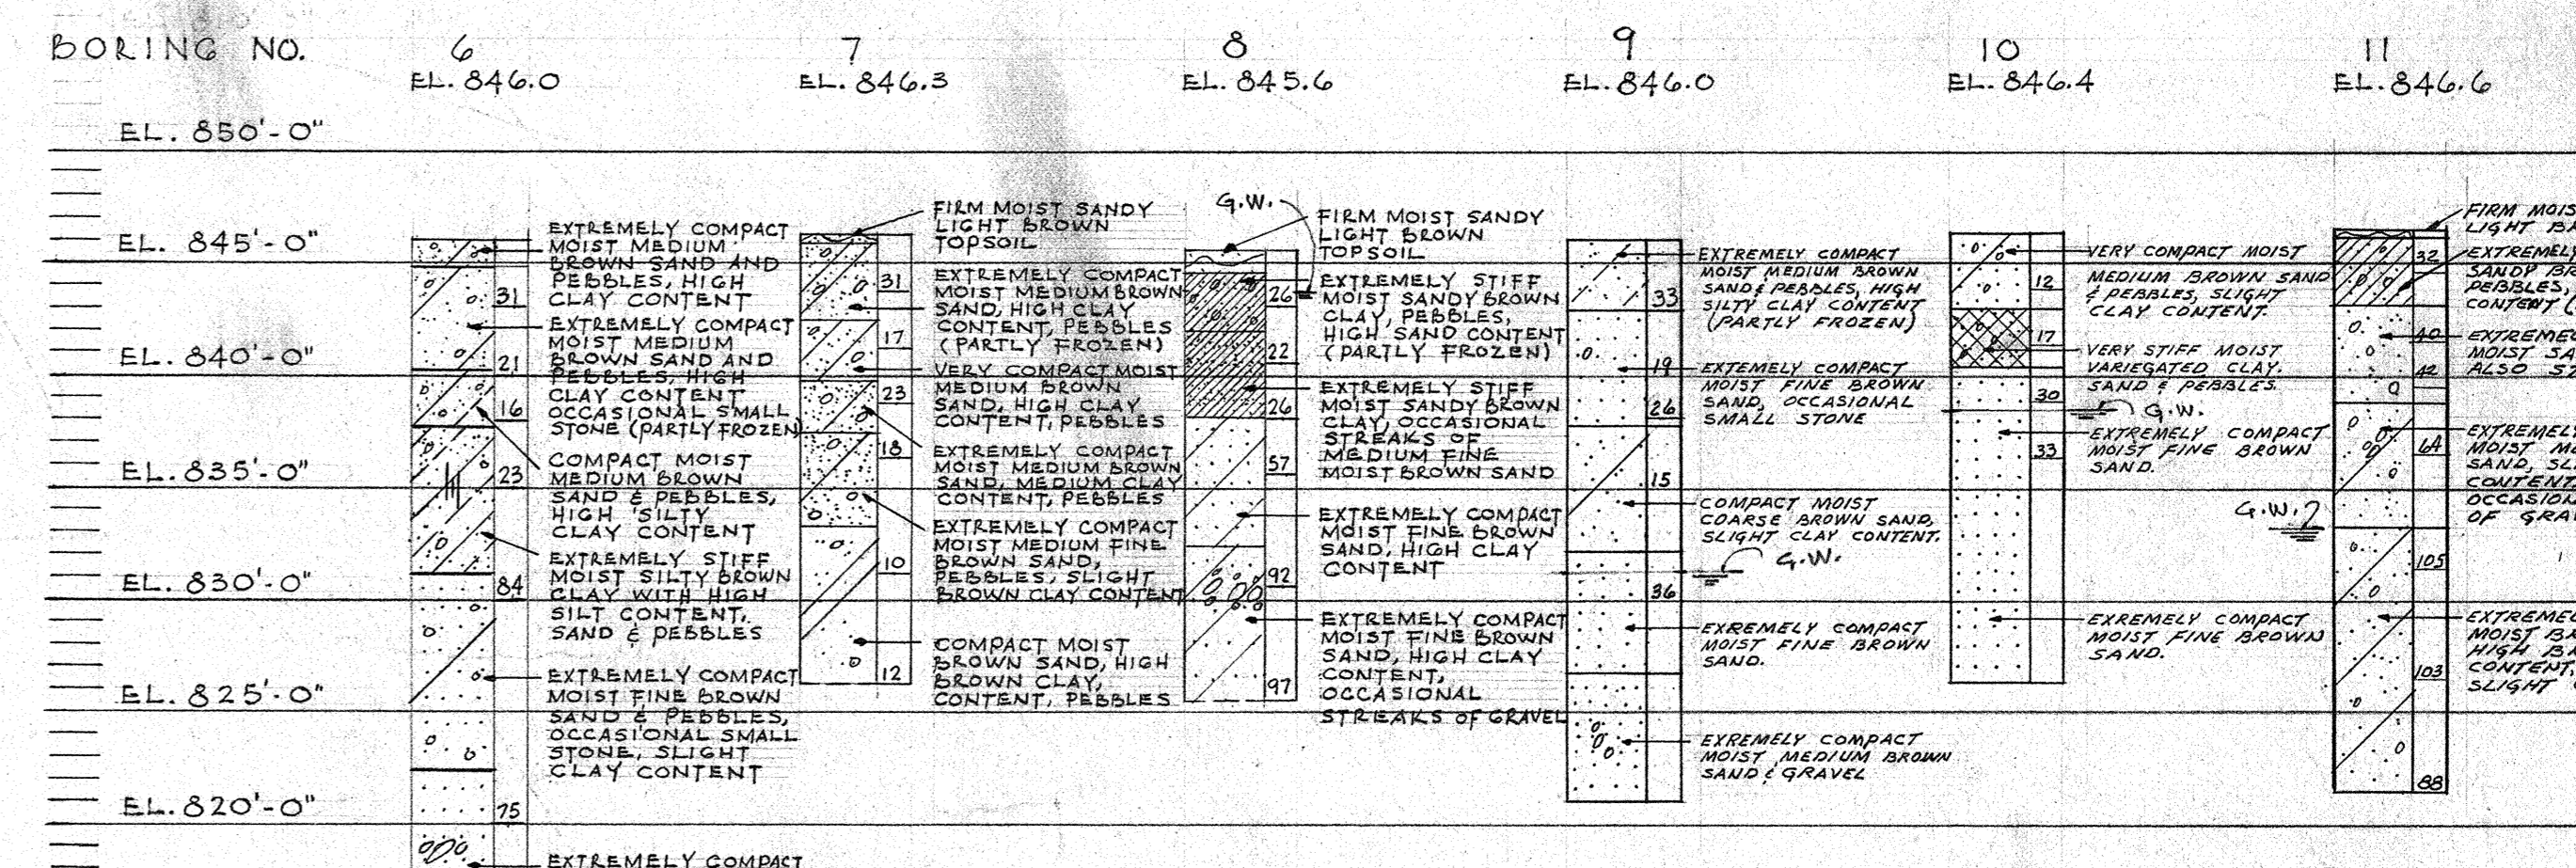 BORING NO.
6
EL. 846.0
7
EL. 846.3
8
EL. 845.6
9
EL. 846.0
10
EL. 846.4
11
EL. 846.6
EL. 850'-0"
EL. 845'-0"
EL. 840'-0"
EL. 835'-0"
EL. 830'-0"
EL. 825'-0"
EL. 820'-0"
31
21
16
23
84
75
EXTREMELY COMPACT
MOIST MEDIUM
BROWN SAND AND
PEBBLES, HIGH
CLAY CONTENT
EXTREMELY COMPACT
MOIST MEDIUM
BROWN SAND AND
PEBBLES, HIGH
CLAY CONTENT
OCCASIONAL SMALL
STONE (PARTLY FROZEN)
COMPACT MOIST
MEDIUM BROWN
SAND & PEBBLES,
HIGH SILTY
CLAY CONTENT
EXTREMELY STIFF
MOIST SILTY BROWN
CLAY WITH HIGH
SILT CONTENT,
SAND & PEBBLES
EXTREMELY COMPACT
MOIST FINE BROWN
SAND & PEBBLES,
OCCASIONAL SMALL
STONE, SLIGHT
CLAY CONTENT
EXTREMELY COMPACT
31
17
23
18
10
12
FIRM MOIST SANDY
LIGHT BROWN
TOPSOIL
EXTREMELY COMPACT
MOIST MEDIUM BROWN
SAND, HIGH CLAY
CONTENT, PEBBLES
(PARTLY FROZEN)
VERY COMPACT MOIST
MEDIUM BROWN
SAND, HIGH CLAY
CONTENT, PEBBLES
EXTREMELY COMPACT
MOIST MEDIUM BROWN
SAND, MEDIUM CLAY
CONTENT, PEBBLES
EXTREMELY COMPACT
MOIST MEDIUM FINE
BROWN SAND,
PEBBLES, SLIGHT
BROWN CLAY CONTENT
COMPACT MOIST
BROWN SAND, HIGH
BROWN CLAY,
CONTENT, PEBBLES
G.W.
26
22
26
57
92
97
FIRM MOIST SANDY
LIGHT BROWN
TOPSOIL
EXTREMELY STIFF
MOIST SANDY BROWN
CLAY, PEBBLES,
HIGH SAND CONTENT
(PARTLY FROZEN)
EXTREMELY STIFF
MOIST SANDY BROWN
CLAY, OCCASIONAL
STREAKS OF
MEDIUM FINE
MOIST BROWN SAND
EXTREMELY COMPACT
MOIST FINE BROWN
SAND, HIGH CLAY
CONTENT
EXTREMELY COMPACT
MOIST FINE BROWN
SAND, HIGH CLAY
CONTENT,
OCCASIONAL
STREAKS OF GRAVEL
33
19
26
15
36
EXTREMELY COMPACT
MOIST MEDIUM BROWN
SAND & PEBBLES, HIGH
SILTY CLAY CONTENT
(PARTLY FROZEN)
EXTEMELY COMPACT
MOIST FINE BROWN
SAND, OCCASIONAL
SMALL STONE
COMPACT MOIST
COARSE BROWN SAND,
SLIGHT CLAY CONTENT.
G.W.
EXREMELY COMPACT
MOIST FINE BROWN
SAND.
EXREMELY COMPACT
MOIST MEDIUM BROWN
SAND & GRAVEL
12
17
30
33
VERY COMPACT MOIST
MEDIUM BROWN SAND
& PEBBLES, SLIGHT
CLAY CONTENT.
VERY STIFF MOIST
VARIEGATED CLAY.
SAND & PEBBLES.
G.W.
EXTREMELY COMPACT
MOIST FINE BROWN
SAND.
EXREMELY COMPACT
MOIST FINE BROWN
SAND.
G.W.
32
40
42
64
105
103
88
FIRM MOIS
LIGHT B
EXTREMELY
SANDY BR
PEBBLES,
CONTENT (
EXTREME
MOIST SA
ALSO ST
EXTREMELY
MOIST M
SAND, SL
CONTENT,
OCCASION
OF GRA
EXTREME
MOIST B
HIGH B
CONTENT,
SLIGHT